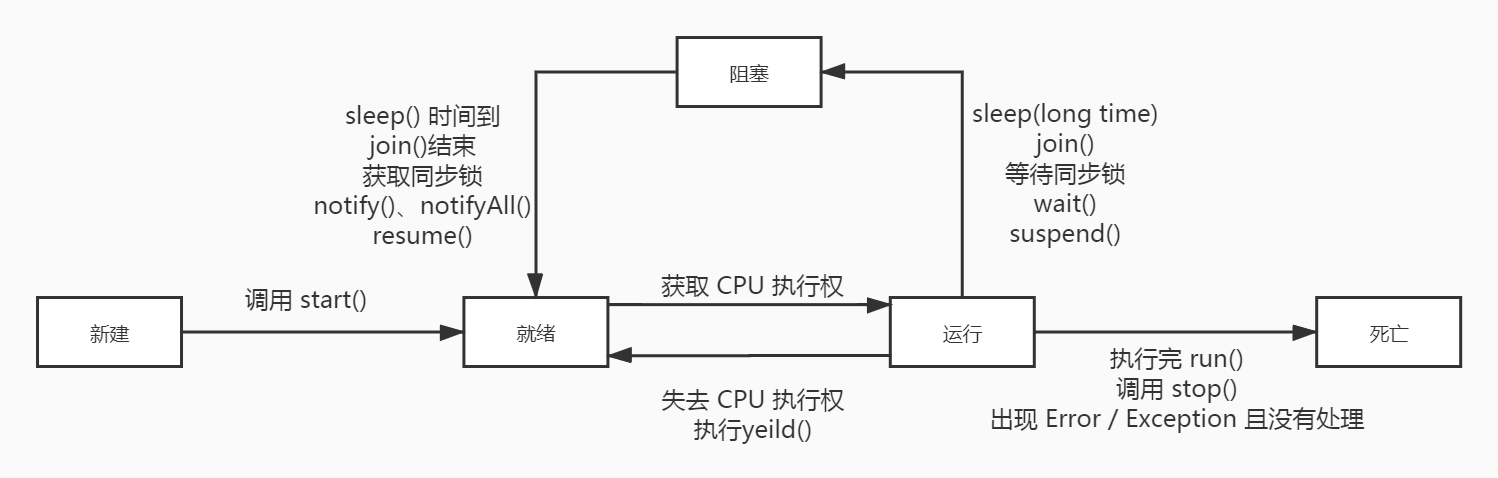 阻塞
sleep() 时间到
join()结束
获取同步锁
notify()、notifyAll()
resume()
sleep(long time)
join()
等待同步锁
wait()
suspend()
新建
调用 start()
就绪
获取 CPU 执行权
运行
失去 CPU 执行权
执行yeild()
死亡
执行完 run()
调用 stop()
出现 Error / Exception 且没有处理